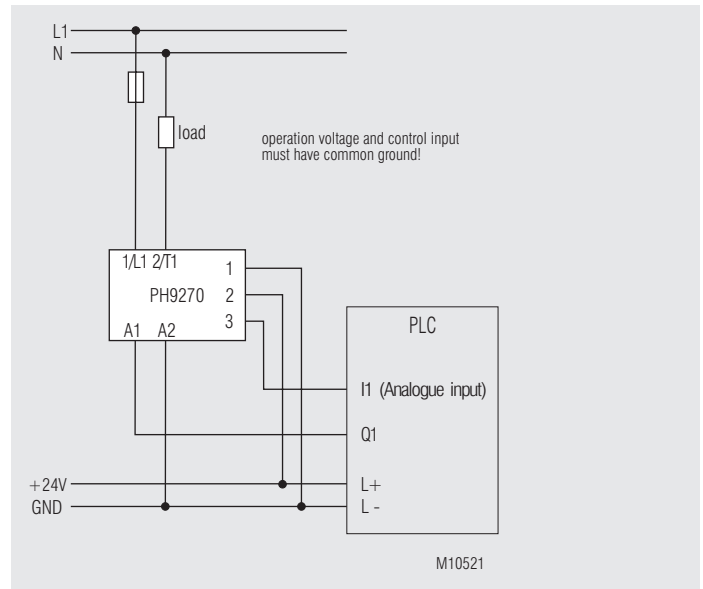 L1
N
load
operation voltage and control input
must have common ground!
1/L1 2/T1
1
PH9270
2
3
A1 A2
PLC
I1 (Analogue input)
Q1
+24V
L+
GND
L -
M10521